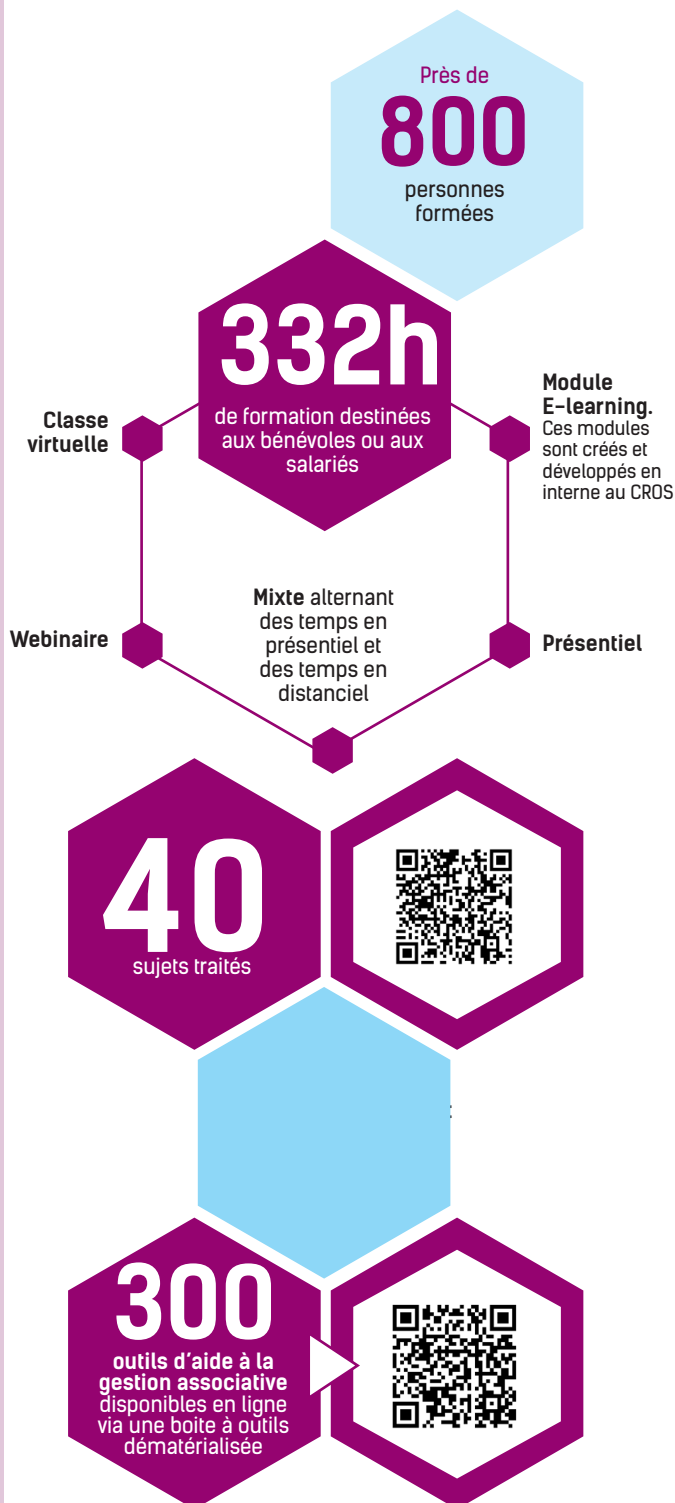 Près de
800
personnes
formées
332h
de formation destinées
aux bénévoles ou aux
salariés
Classe
virtuelle
Module
E-learning.
Ces modules
sont créés et
développés en
interne au CROS
Webinaire
Mixte alternant
des temps en
présentiel et
des temps en
distanciel
Présentiel
40
sujets traités
300
outils d'aide à la
gestion associative
disponibles en ligne
via une boite à outils
dématérialisée